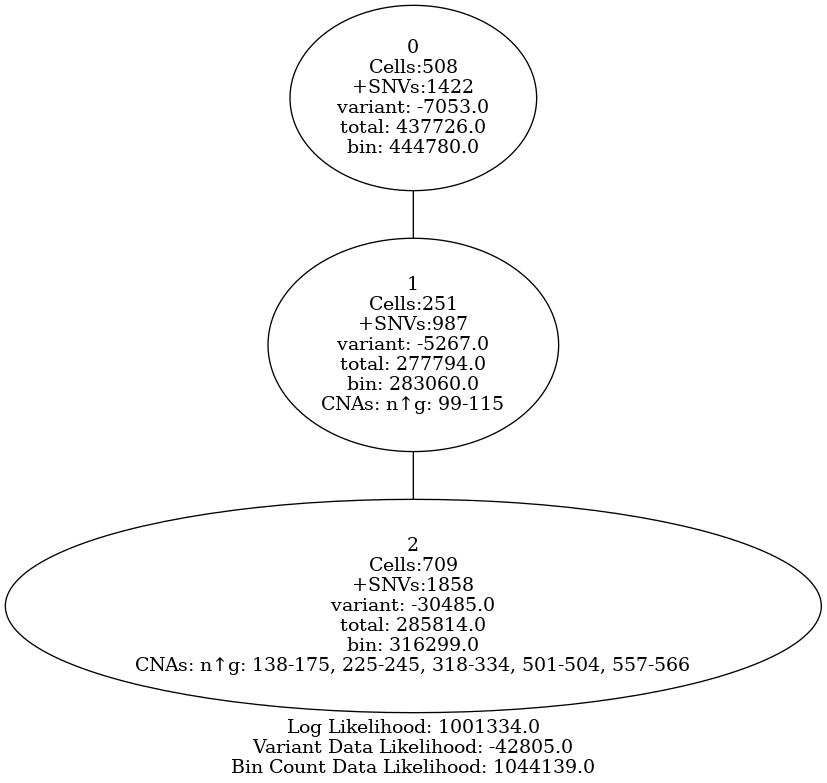 0
Cells:508
+SNVs:1422
variant: -7053.0
total: 437726.0
bin: 444780.0
1
Cells:251
+SNVs:987
variant: -5267.0
total: 277794.0
bin: 283060.0
CNAs: n↑g: 99-115
2
Cells:709
+SNVs:1858
variant: -30485.0
total: 285814.0
bin: 316299.0
CNAs: n↑g: 138-175, 225-245, 318-334, 501-504, 557-566
Log Likelihood: 1001334.0
Variant Data Likelihood: -42805.0
Bin Count Data Likelihood: 1044139.0